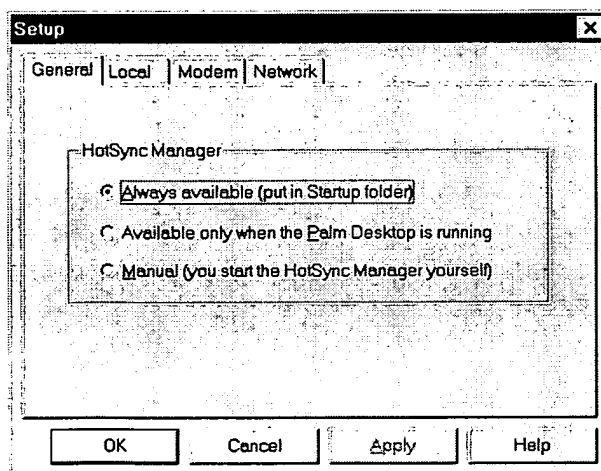 Setup
General Local Modem Network
HotSync Manager
Always available (put in Startup folder)
Available only when the Palm Desktop is running
Manual (you start the HotSync Manager yourself)
OK Cancel Apply Help